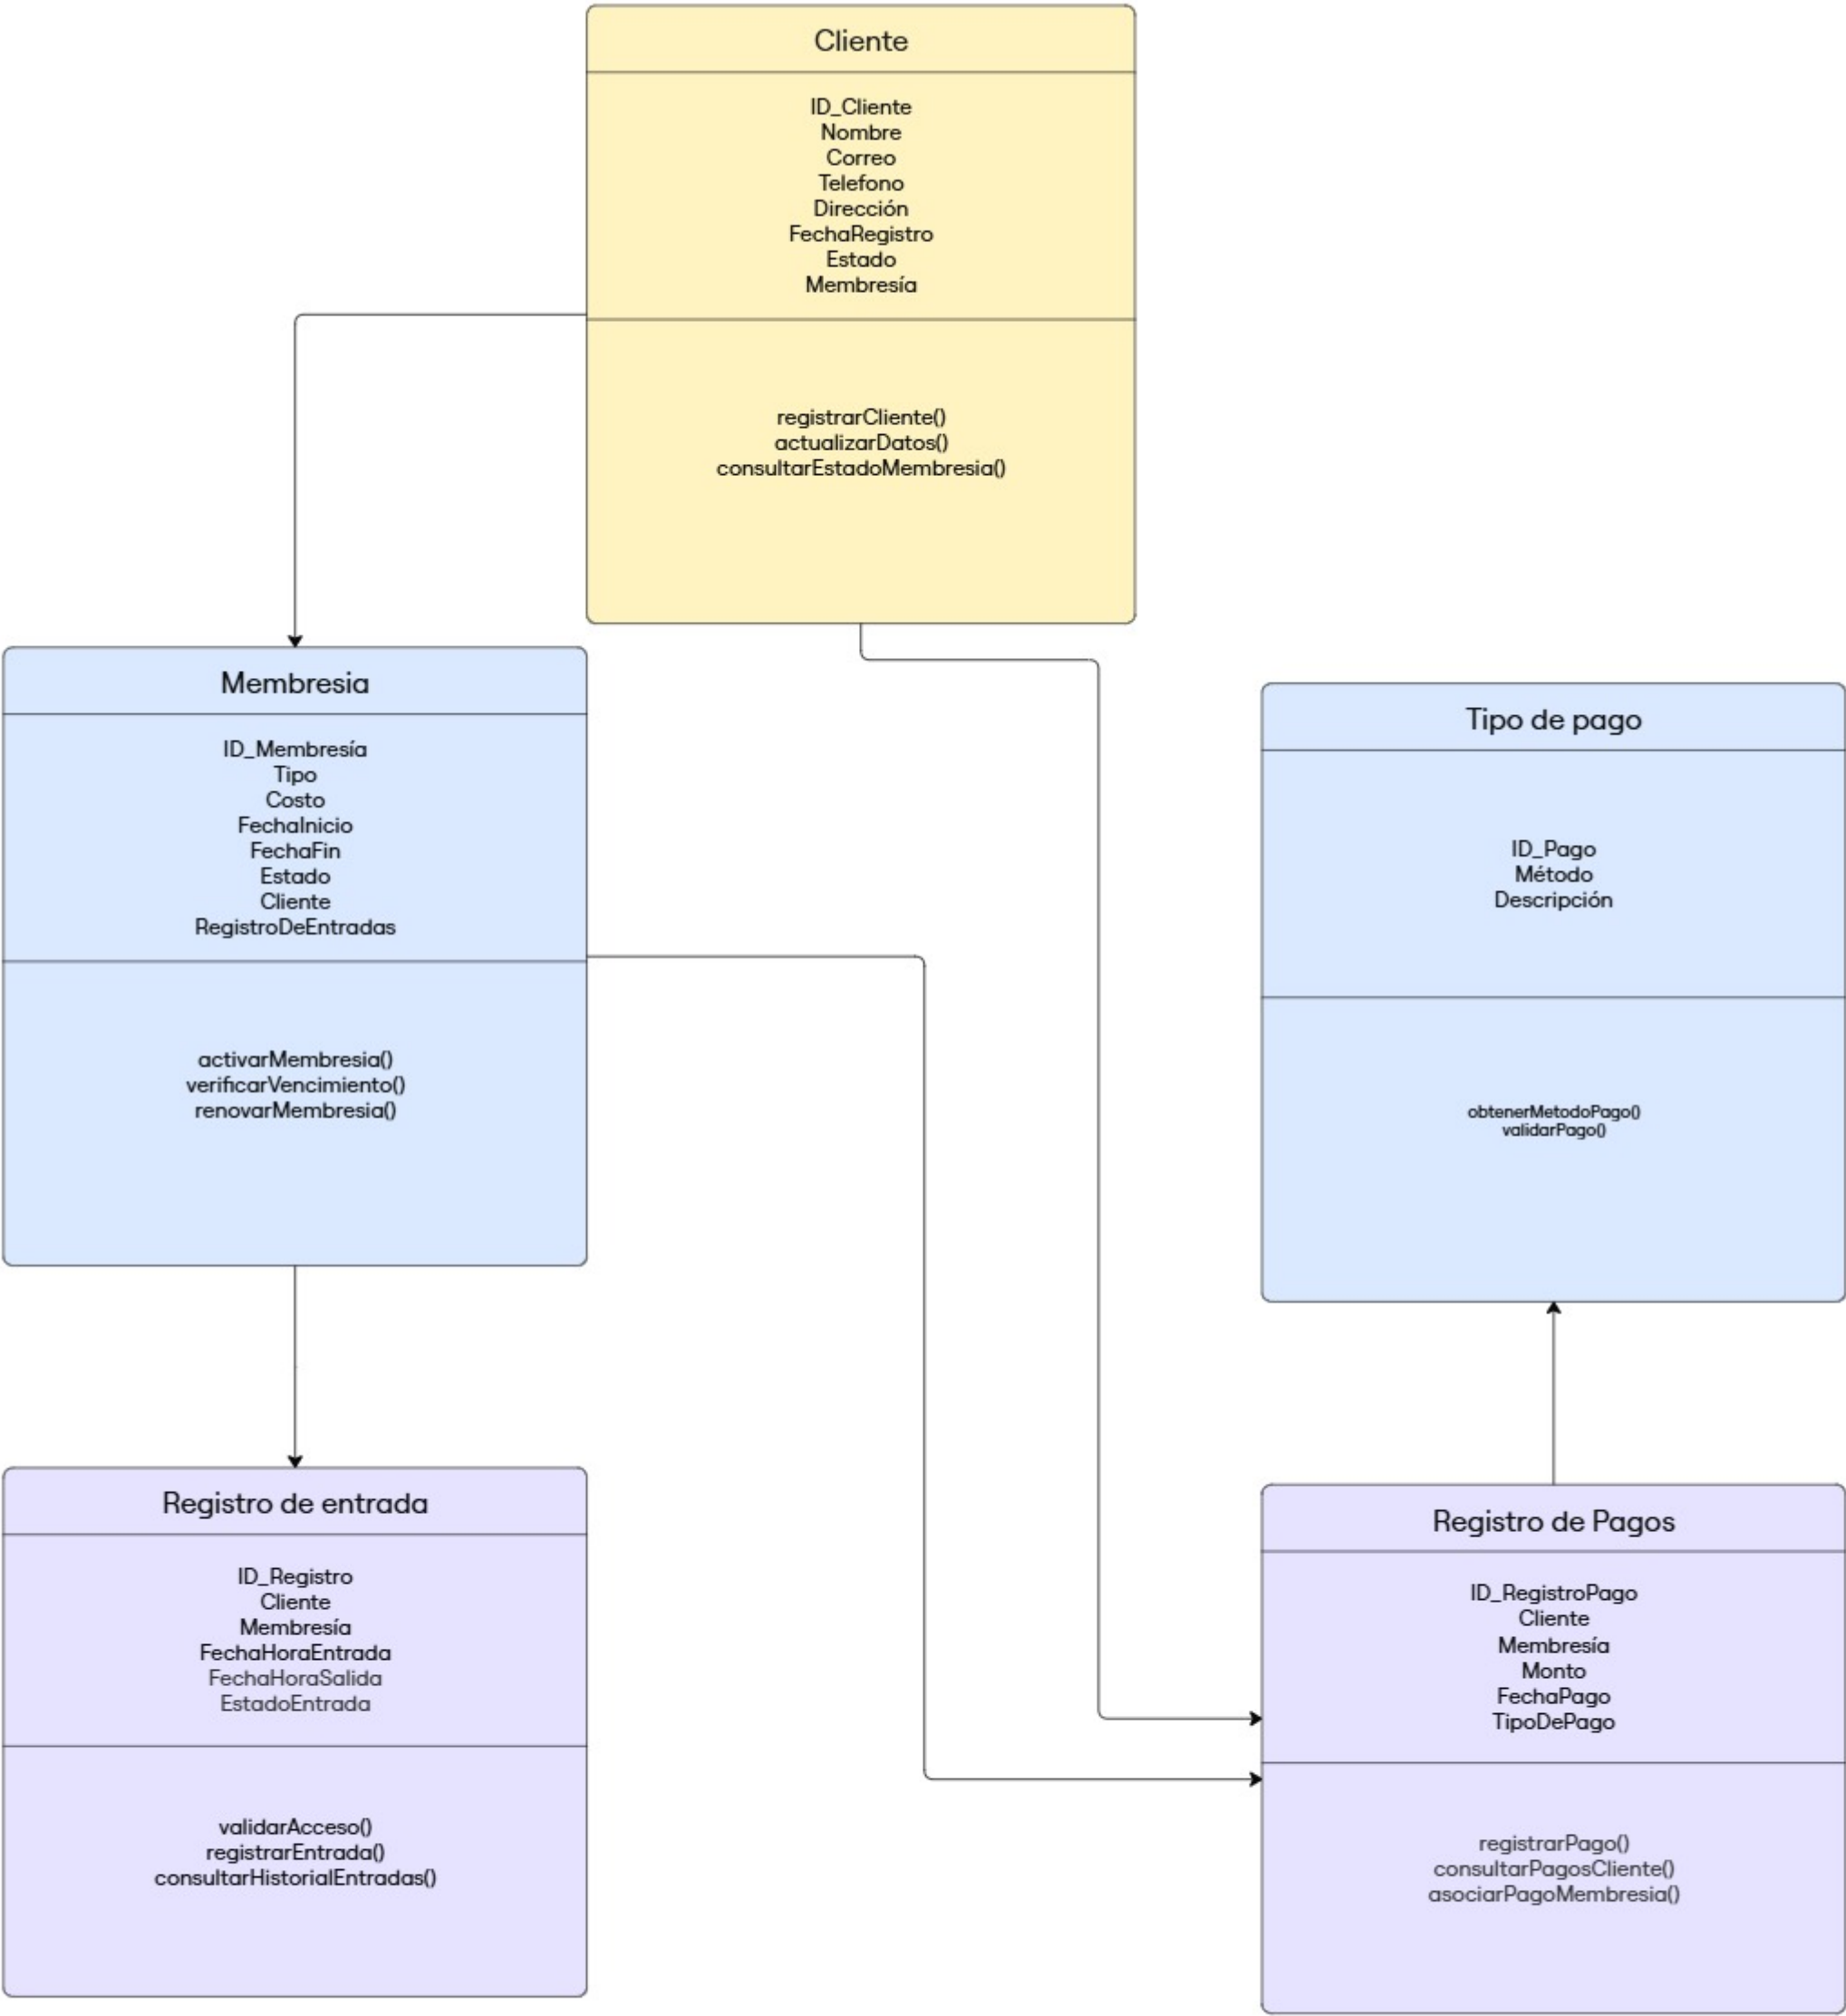 Cliente
ID_Cliente
Nombre
Correo
Telefono
Dirección
FechaRegistro
Estado
Membresía
registrarCliente()
actualizarDatos()
consultarEstadoMembresia()
Membresia
ID_Membresía
Tipo
Costo
FechaInicio
FechaFin
Estado
Cliente
RegistroDeEntradas
activarMembresia()
verificarVencimiento()
renovarMembresia()
Tipo de pago
ID_Pago
Método
Descripción
obtenerMetodoPago()
validarPago()
Registro de entrada
ID_Registro
Cliente
Membresía
FechaHoraEntrada
FechaHoraSalida
EstadoEntrada
validarAcceso()
registrarEntrada()
consultarHistorialEntradas()
Registro de Pagos
ID_RegistroPago
Cliente
Membresía
Monto
FechaPago
TipoDePago
registrarPago()
consultarPagosCliente()
asociarPagoMembresia()